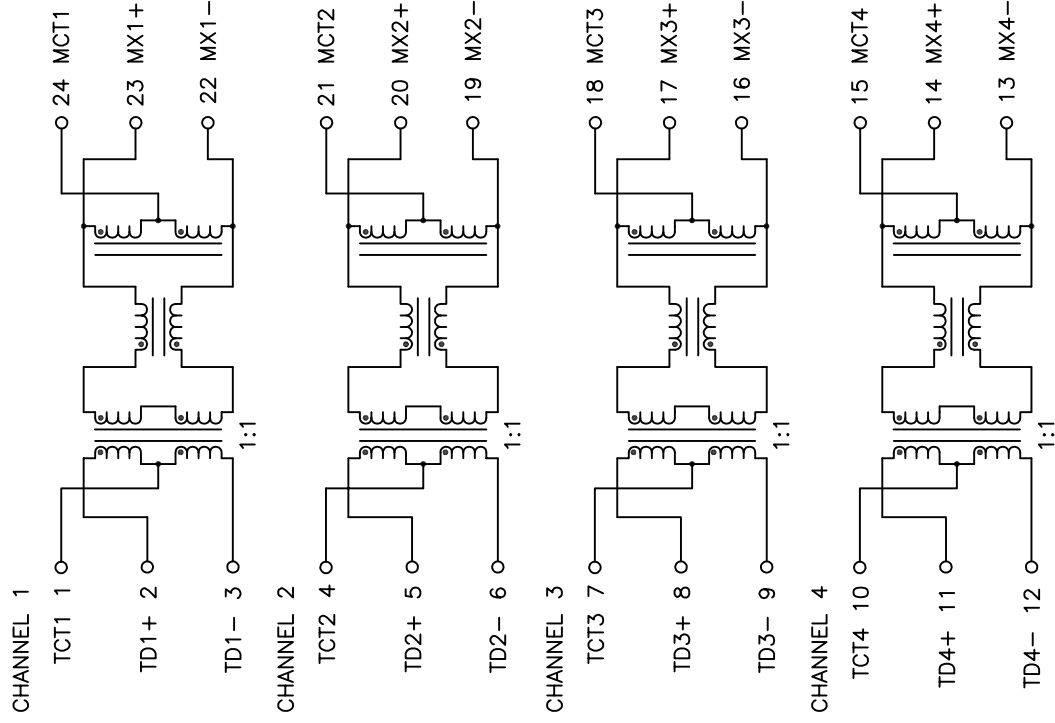 CHANNEL 1
TCT1 1
TD1+ 2
TD1- 3
1:1
24 MCT1
23 MX1+
22 MX1-
CHANNEL 2
TCT2 4
TD2+ 5
TD2- 6
1:1
21 MCT2
20 MX2+
19 MX2-
CHANNEL 3
TCT3 7
TD3+ 8
TD3- 9
1:1
18 MCT3
17 MX3+
16 MX3-
CHANNEL 4
TCT4 10
TD4+ 11
TD4- 12
1:1
15 MCT4
14 MX4+
13 MX4-